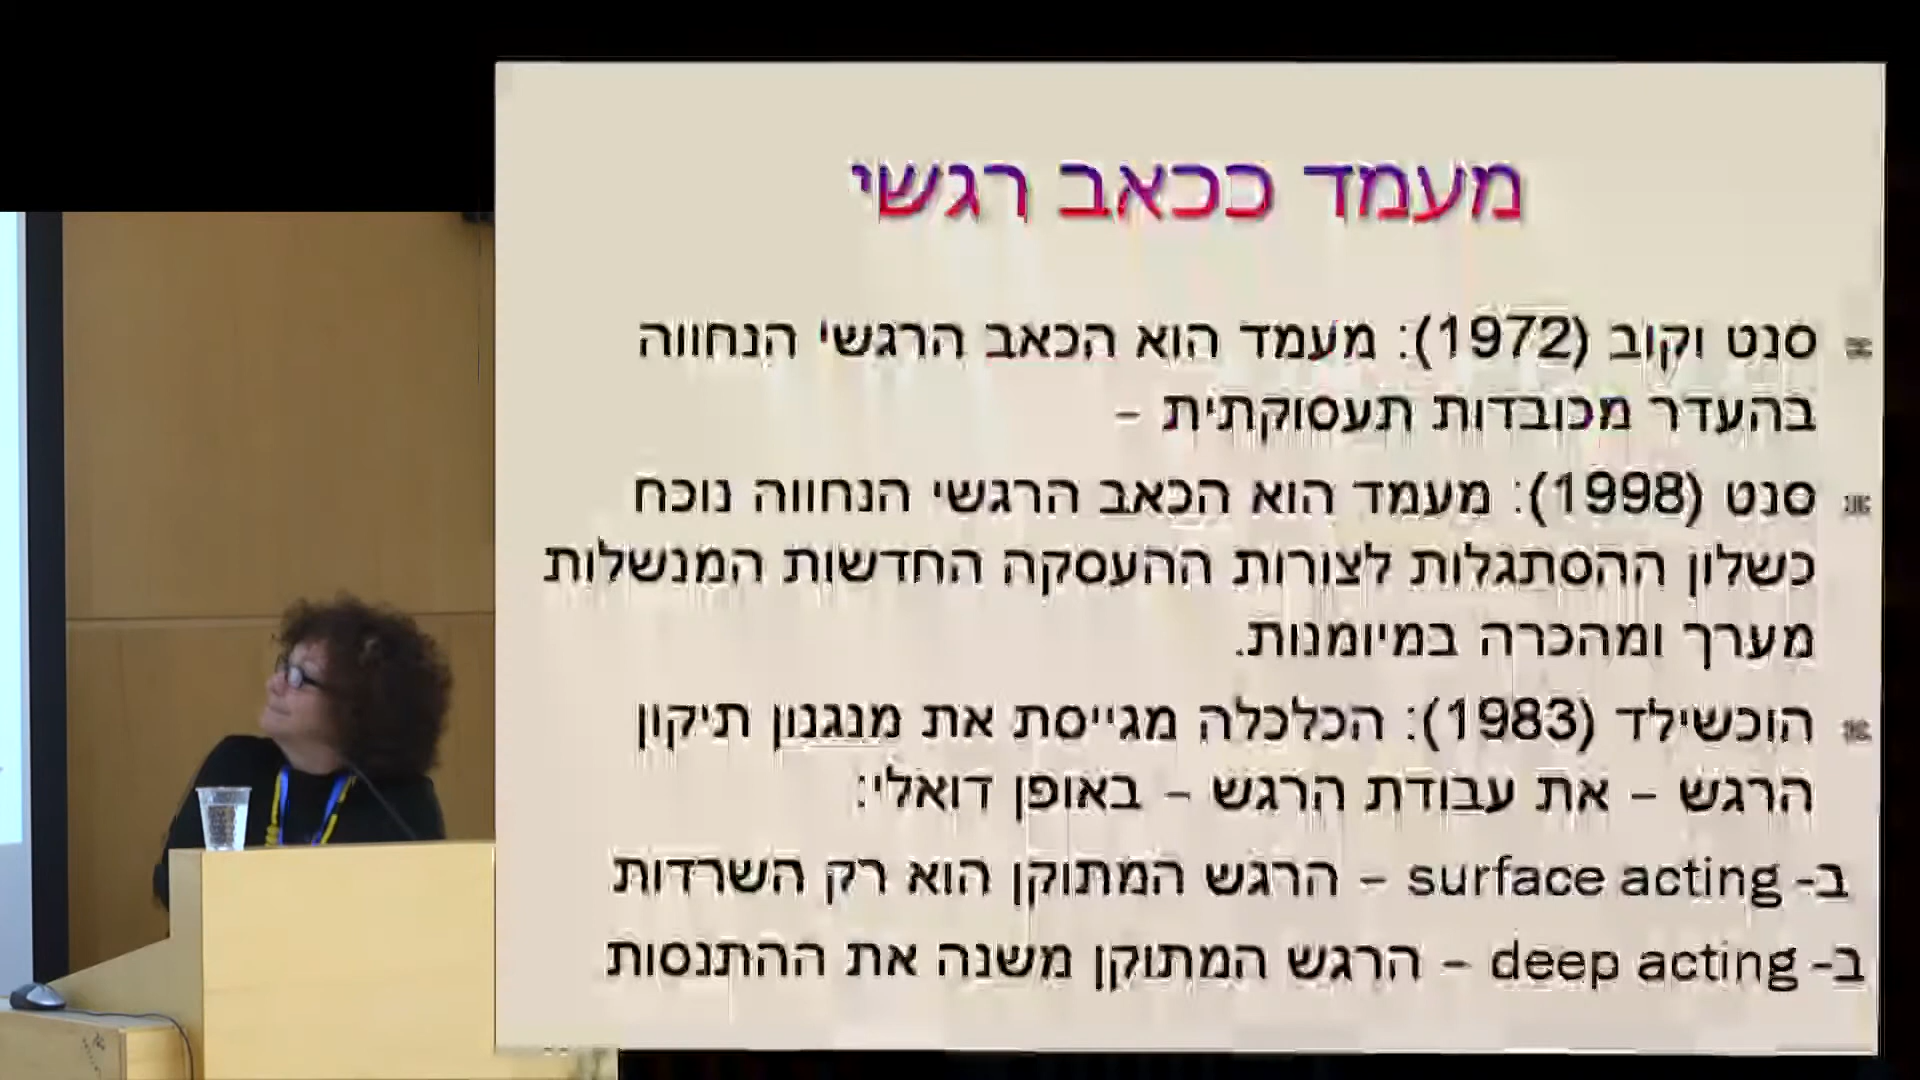 מעמד ככאב רגשי
סנט וקוב (1972): מעמד הוא הכאב הרגשי הנחווה
בהעדר מכובדות תעסוקתית –
סנט (1998): מעמד הוא הכאב הרגשי הנחווה נוכח
כשלון ההסתגלות לצורות ההעסקה החדשות המנשלות
מערך ומהכרה במיומנות.
הוכשילד (1983): הכלכלה מגייסת את מנגנון תיקון
הרגש – את עבודת הרגש – באופן דואלי:
ב- surface acting – הרגש המתוקן הוא רק השרדות
ב- deep acting – הרגש המתוקן משנה את ההתנסות